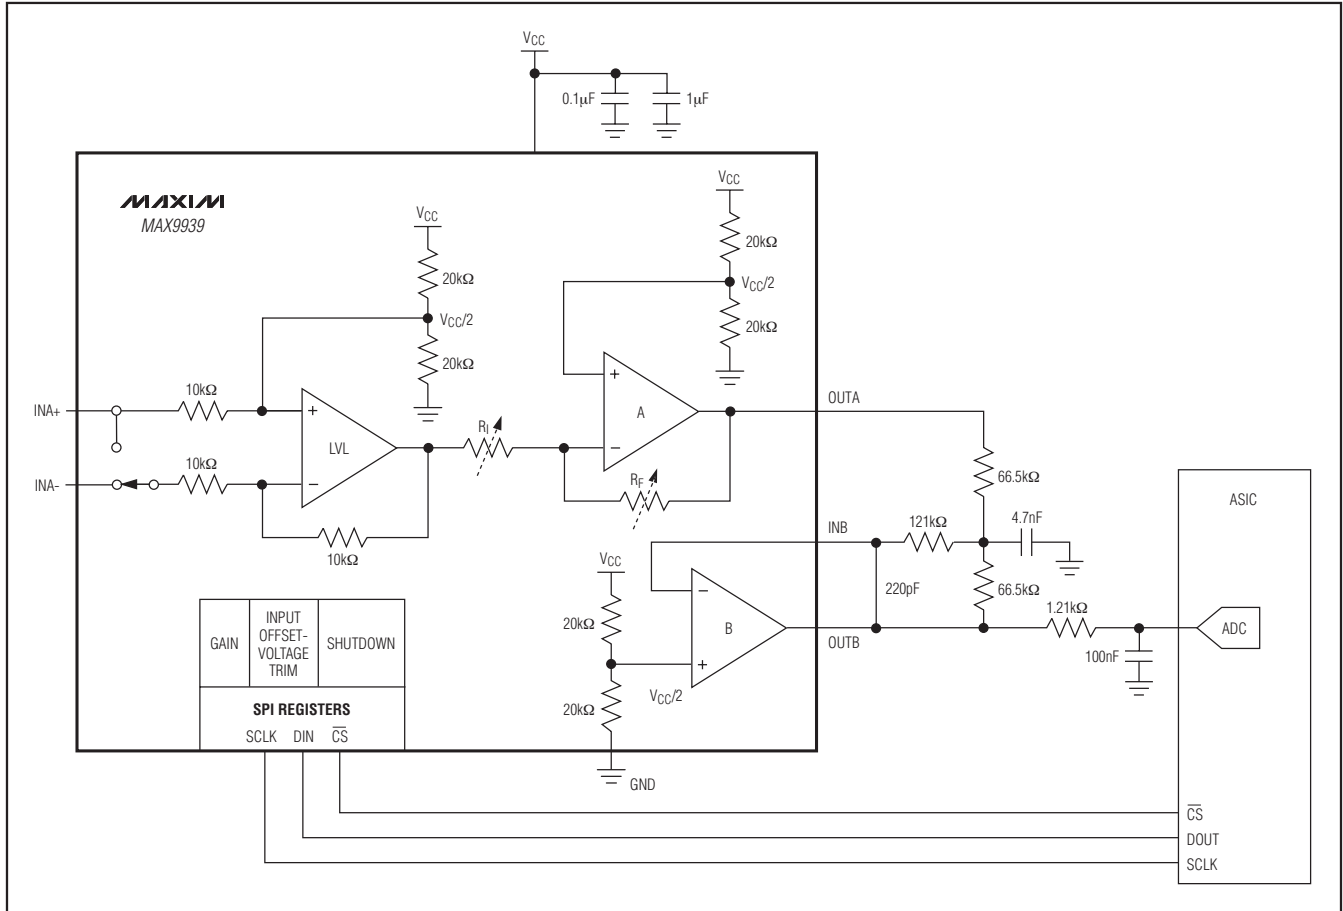 VCC
0.1µF
1µF
MAXIM
MAX9939
VCC
20kΩ
VCC/2
20kΩ
VCC
20kΩ
VCC/2
20kΩ
INA+
10kΩ
+
LVL
−
INA-
10kΩ
10kΩ
RI
+
A
−
RF
OUTA
66.5kΩ
ASIC
INB
121kΩ
4.7nF
220pF
66.5kΩ
VCC
20kΩ
−
B
+
OUTB
1.21kΩ
ADC
100nF
VCC/2
20kΩ
GND
GAIN
INPUT
OFFSET-
VOLTAGE
TRIM
SHUTDOWN
SPI REGISTERS
SCLK DIN CS
CS
DOUT
SCLK